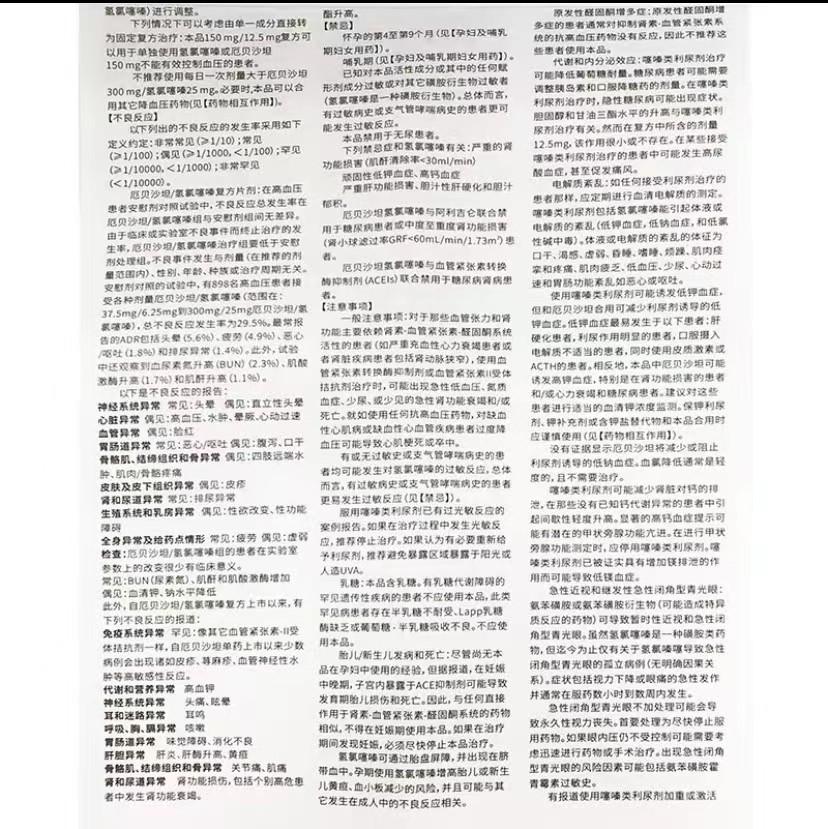 氢氯噻嗪）进行调整。
下列情况下可以考虑由单一成分直接转
为固定复方治疗：本品150 mg/12.5 mg复方可
以用于单独使用氢氯噻嗪或厄贝沙坦
150 mg不能有效控制血压的患者。
不推荐使用每日一次剂量大于厄贝沙坦
300 mg/氢氯噻嗪25 mg。必要时，本品可以合
用其它降血压药物（见【药物相互作用】）。
【不良反应】
以下列出的不良反应的发生率采用如下
定义约定：非常常见（≥1/10）；常见
（≥1/100）；偶见（≥1/1000，＜1/100）；罕见
（≥1/10000，＜1/1000）；非常罕见
（＜1/10000）。
厄贝沙坦/氢氯噻嗪复方片剂：在高血压
患者安慰剂对照试验中，不良反应总发生率在
厄贝沙坦/氢氯噻嗪组与安慰剂组间无差异。
由于临床或实验室不良事件而终止治疗的发
生率，厄贝沙坦/氢氯噻嗪治疗组要低于安慰
剂处理组。不良事件发生与剂量（在推荐的剂
量范围内）、性别、年龄、种族或治疗周期无关。
安慰剂对照的试验中，有898名高血压患者接
受各种剂量厄贝沙坦/氢氯噻嗪（范围在：
37.5mg/6.25mg到300mg/25mg厄贝沙坦/氢
氯噻嗪），总不良反应发生率为29.5%。最常报
告的ADR包括头晕（5.6%）、疲劳（4.9%）、恶心
/呕吐（1.8%）和排尿异常（1.4%）。此外，试验
中还观察到血尿素氮升高（BUN）（2.3%）、肌酸
激酶升高（1.7%）和肌酐升高（1.1%）。
以下是不良反应的报告：
神经系统异常 常见：头晕 偶见：直立性头晕
心脏异常 偶见：高血压、水肿、晕厥、心动过速
血管异常 偶见：脸红
胃肠道异常 常见：恶心/呕吐 偶见：腹泻、口干
骨骼肌、结缔组织和骨异常 偶见：四肢远端水
肿、肌肉/骨骼疼痛
皮肤及皮下组织异常 偶见：皮疹
肾和尿道异常 常见：排尿异常
生殖系统和乳房异常 偶见：性欲改变、性功能
障碍
全身异常及给药点情形 常见：疲劳 偶见：虚弱
检查：厄贝沙坦/氢氯噻嗪组的患者在实验室
参数上的改变很少有临床意义。
常见：BUN（尿素氮）、肌酐和肌酸激酶增加
偶见：血清钾、钠水平降低
此外，自厄贝沙坦/氢氯噻嗪复方上市以来，有
下列不良反应的报道：
免疫系统异常 罕见：像其它血管紧张素-II受
体拮抗剂一样，自厄贝沙坦单药上市以来少数
病例会出现诸如皮疹、荨麻疹、血管神经性水
肿等高敏感性反应。
代谢和营养异常 高血钾
神经系统异常 头痛、眩晕
耳和迷路异常 耳鸣
呼吸、胸、膈异常 咳嗽
胃肠道异常 味觉障碍、消化不良
肝胆异常 肝炎、肝酶升高、黄疸
骨骼肌、结缔组织和骨异常 关节痛、肌痛
肾和尿道异常 肾功能损伤，包括个别高危患
者中发生肾功能衰竭。
酯升高。
【禁忌】
怀孕的第4至第9个月（见【孕妇及哺乳
期妇女用药】）。
哺乳期（见【孕妇及哺乳期妇女用药】）。
已知对本品活性成分或其中的任何赋
形剂成分过敏或对其它磺胺衍生物过敏者
（氢氯噻嗪是一种磺胺衍生物）。总体而言，
有过敏病史或支气管哮喘病史的患者更可
能发生过敏反应。
本品禁用于无尿患者。
下列禁忌症和氢氯噻嗪有关：严重的肾
功能损害（肌酐清除率<30ml/min）
顽固性低钾血症、高钙血症
严重肝功能损害、胆汁性肝硬化和胆汁
郁积。
厄贝沙坦氢氯噻嗪与阿利吉仑联合禁
用于糖尿病患者或中度至重度肾功能损害
（肾小球滤过率GRF<60mL/min/1.73m²）患
者。
厄贝沙坦氢氯噻嗪与血管紧张素转换
酶抑制剂（ACEIs）联合禁用于糖尿病肾病患
者。
【注意事项】
一般注意事项：对于那些血管张力和肾
功能主要依赖肾素-血管紧张素-醛固酮系统
活性的患者（如严重充血性心力衰竭患者或
者肾脏疾病患者包括肾动脉狭窄），使用血
管紧张素转换酶抑制剂或血管紧张素II受体
拮抗剂治疗时，可能出现急性低血压、氮质
血症、少尿、或少见的急性肾功能衰竭和/或
死亡。就如使用任何抗高血压药物，对缺血
性心肌病或缺血性心血管疾病患者过度降
血压可能导致心肌梗死或卒中。
有或无过敏史或支气管哮喘病史的患
者均可能发生对氢氯噻嗪的过敏反应。总体
而言，有过敏病史或支气管哮喘病史的患者
更易发生过敏反应（见【禁忌】）。
服用噻嗪类利尿剂已有过光敏反应的
案例报告。如果在治疗过程中发生光敏反
应，推荐停止治疗。如果认为有必要重新给
予利尿剂，推荐避免暴露区域暴露于阳光或
人造UVA。
乳糖：本品含乳糖。有乳糖代谢障碍的
罕见遗传性疾病的患者不应使用本品，此类
罕见病患者存在半乳糖不耐受、Lapp乳糖
酶缺乏或葡萄糖-半乳糖吸收不良。不应使
用本品。
胎儿/新生儿发病和死亡：尽管尚无本
品在孕妇中使用的经验，但据报道，在妊娠
中晚期，子宫内暴露于ACE抑制剂可能导致
发育期胎儿损伤和死亡。因此，与任何直接
作用于肾素-血管紧张素-醛固酮系统的药物
相似，不得在妊娠期使用本品。如果在治疗
期间发现妊娠，必须尽快停止本品治疗。
氢氯噻嗪可通过胎盘屏障，并出现在脐
带血中。孕期使用氢氯噻嗪增高胎儿或新生
儿黄疸、血小板减少的风险，并且可能与其
它发生在成人中的不良反应相关。
原发性醛固酮增多症：原发性醛固酮增
多症的患者通常对抑制肾素-血管紧张素系
统的抗高血压药物没有反应，因此不推荐这
些患者使用本品。
代谢和内分泌效应：噻嗪类利尿剂治疗
可能降低葡萄糖耐量。糖尿病患者可能需要
调整胰岛素和口服降糖药的剂量。在噻嗪类
利尿剂治疗时，隐性糖尿病可能出现症状。
胆固醇和甘油三酯水平的升高与噻嗪类利
尿剂治疗有关。然而在复方中所含的剂量
12.5mg，该作用很小或不存在。在某些接受
噻嗪类利尿剂治疗的患者中可能发生高尿
酸血症，甚至促发痛风。
电解质紊乱：如任何接受利尿剂治疗的
患者那样，应定期进行血清电解质的测定。
噻嗪类利尿剂包括氢氯噻嗪能引起体液或
电解质的紊乱（低钾血症，低钠血症，和低氯
性碱中毒）。体液或电解质的紊乱的体征为
口干、渴感、虚弱、昏睡、嗜睡、烦躁、肌肉痉
挛和疼痛、肌肉疲乏、低血压、少尿、心动过
速和胃肠功能紊乱如恶心或呕吐。
使用噻嗪类利尿剂可能诱发低钾血症，
但和厄贝沙坦合用可减少利尿剂诱导的低
钾血症。低钾血症最易发生于以下患者：肝
硬化患者，利尿作用明显的患者，口服摄入
电解质不适当的患者，同时使用皮质激素或
ACTH的患者。相反地，本品中厄贝沙坦可能
诱发高钾血症，特别是在肾功能损害的患者
和/或心力衰竭和糖尿病患者。建议对这些
患者进行适当的血清钾浓度监测。保钾利尿
剂、钾补充剂或含钾盐替代物和本品合用时
应谨慎使用（见【药物相互作用】）。
没有证据显示厄贝沙坦将减少或阻止
利尿剂诱导的低钠血症。血氯降低通常是轻
度的，且不需要治疗。
噻嗪类利尿剂可能减少肾脏对钙的排
泄，在那些没有已知钙代谢异常的患者中引
起间歇性轻度升高。显著的高钙血症提示可
能有潜在的甲状旁腺功能亢进。在进行甲状
旁腺功能测定时，应停用噻嗪类利尿剂。噻
嗪类利尿剂已被证实具有增加镁排泄的作
用而可能导致低镁血症。
急性近视和继发性急性闭角型青光眼：
氨苯磺胺或氨苯磺胺衍生物（可能造成特异
质反应的药物）可导致暂时性近视和急性闭
角型青光眼。虽然氢氯噻嗪是一种磺胺类药
物，但迄今为止仅有关于氢氯噻嗪导致急性
闭角型青光眼的孤立病例（无明确因果关
系）。症状包括视力下降或眼痛的急性发作
并通常在服药数小时到数周内发生。
急性闭角型青光眼不加处理可能会导
致永久性视力丧失。首要处理为尽快停止服
用药物。如果眼内压仍不受控制可能需要考
虑迅速进行药物或手术治疗。出现急性闭角
型青光眼的风险因素可能包括氨苯磺胺霍
青霉素过敏史。
有报道使用噻嗪类利尿剂加重或激活